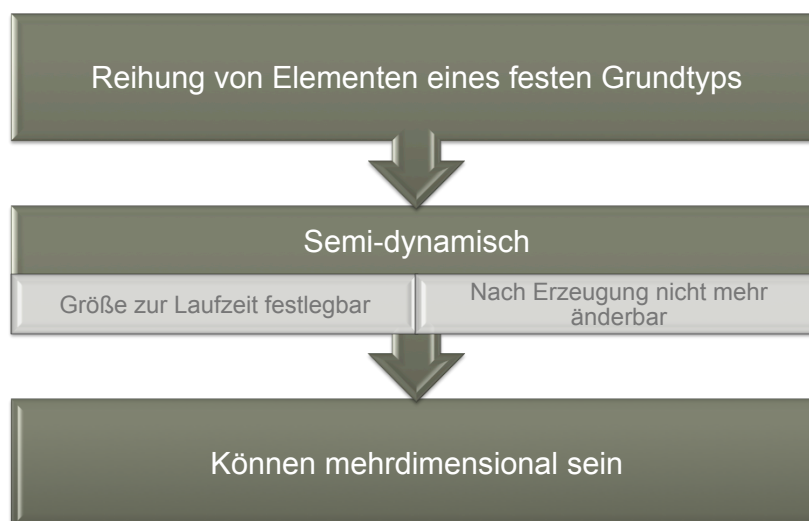 Reihung von Elementen eines festen Grundtyps
Semi-dynamisch
Größe zur Laufzeit festlegbar
Nach Erzeugung nicht mehr
änderbar
Können mehrdimensional sein